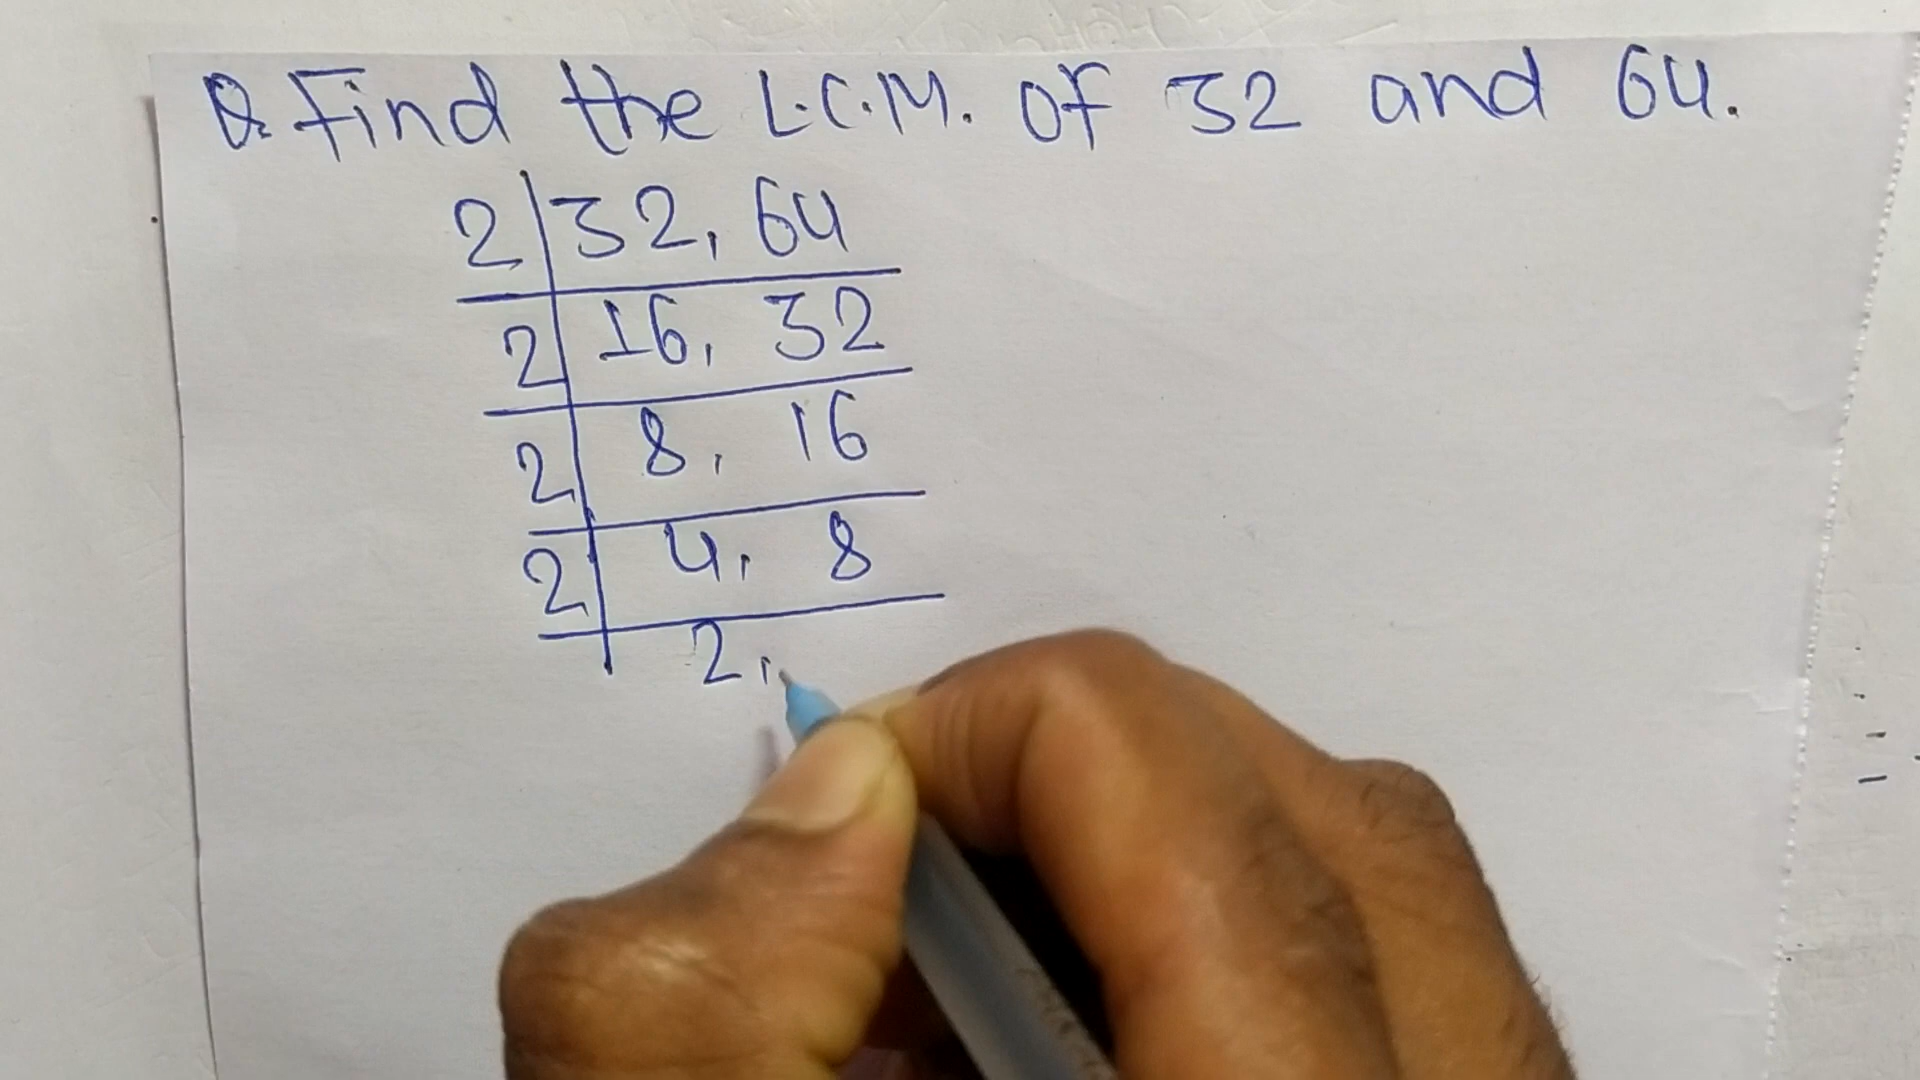 Q. Find the L.C.M. of 32 and 64.
2 | 32, 64
2 | 16, 32
2 | 8, 16
2 | 4, 8
2,